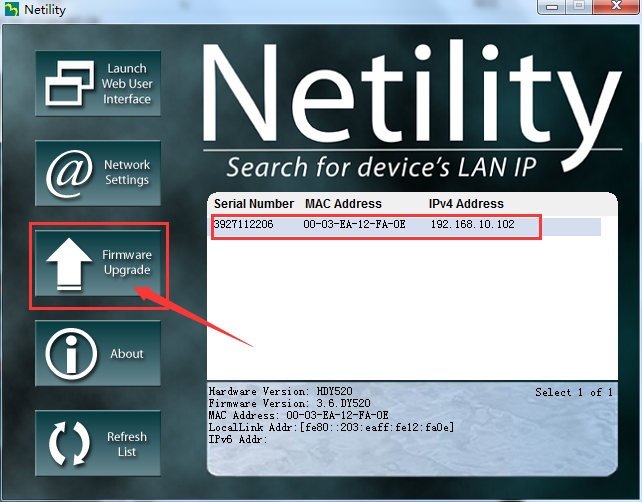 Netility
Launch
Web User
Interface
Network
Settings
Firmware
Upgrade
About
Refresh
List
Netility
Search for device's LAN IP
Serial Number MAC Address IPv4 Address
3927112206 00-03-EA-12-FA-0E 192.168.10.102
Hardware Version: HDY520 Select 1 of 1
Firmware Version: 3.6.DY520
MAC Address: 00-03-EA-12-FA-0E
LocalLink Addr:[fe80::203:eaff:fe12:fa0e]
IPv6 Addr: